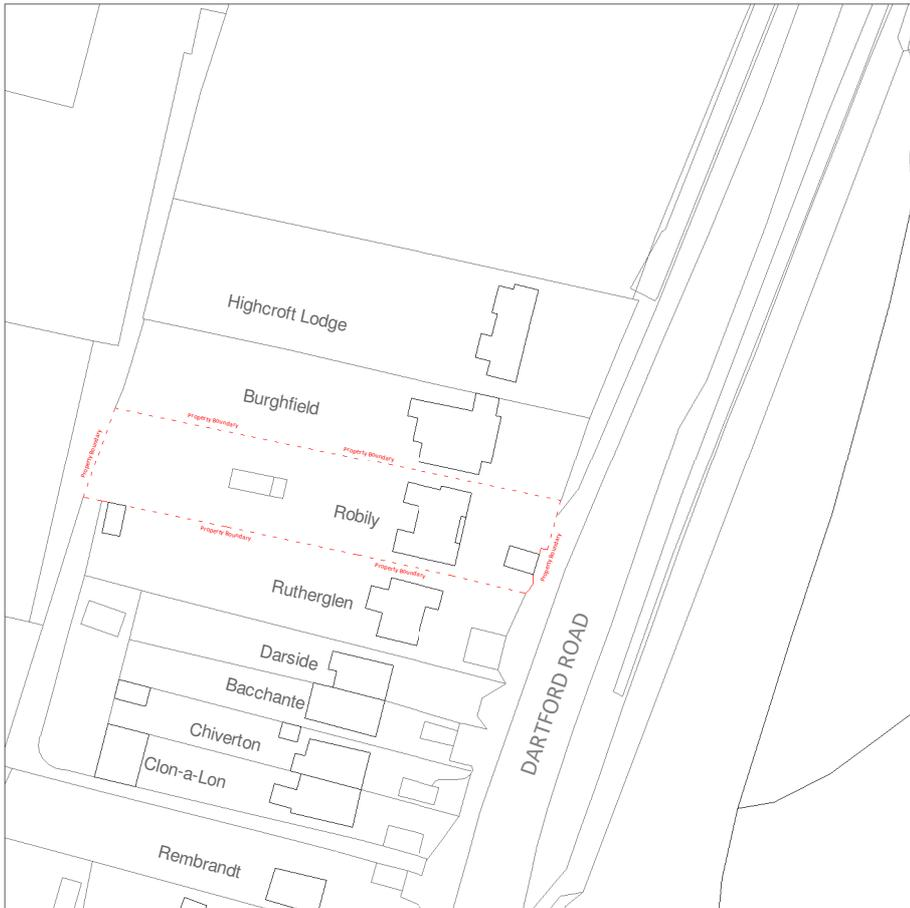 Highcroft Lodge
Burghfield
Property Boundary
Property Boundary
Property Boundary
Robily
Property Boundary
Property Boundary
Property Boundary
Rutherglen
DARTFORD ROAD
Darside
Bacchante
Chiverton
Clon-a-Lon
Rembrandt